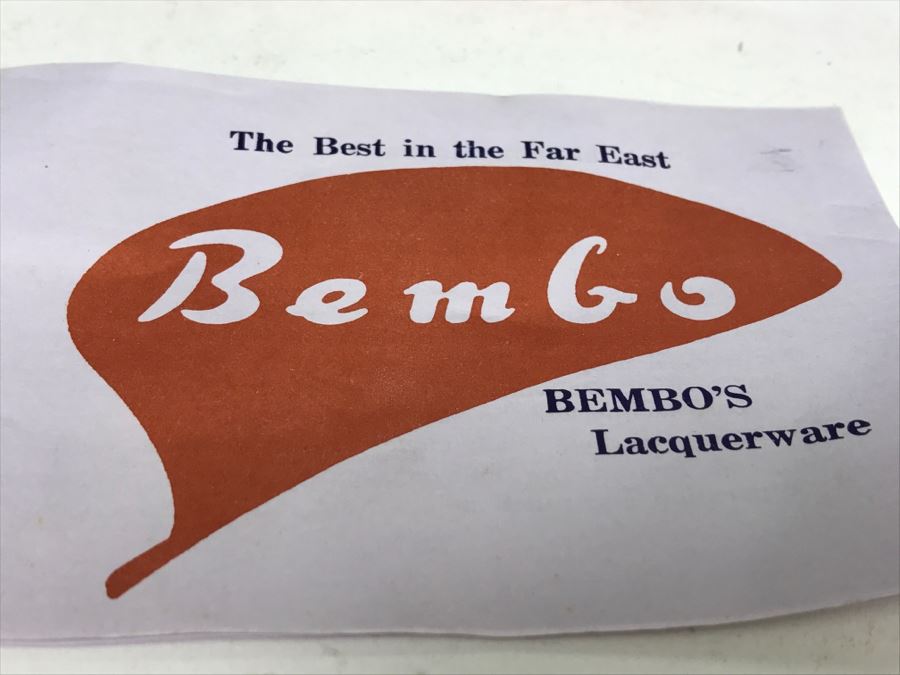 The Best in the Far East
Bembo
BEMBO'S
Lacquerware